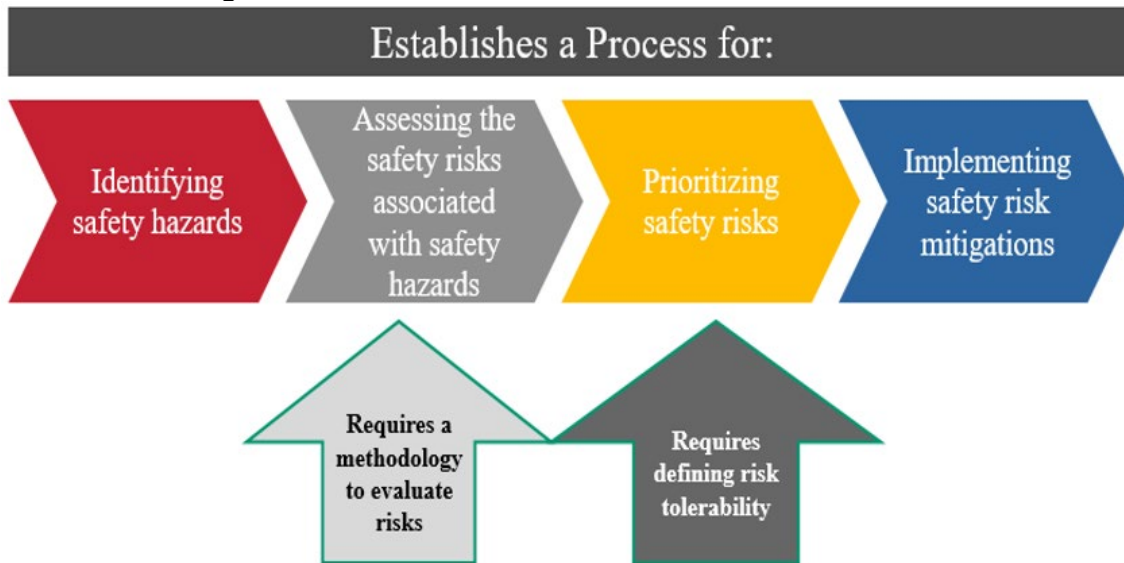 Establishes a Process for:
Identifying
safety hazards
Assessing the
safety risks
associated
with safety
hazards
Prioritizing
safety risks
Implementing
safety risk
mitigations
Requires a
methodology
to evaluate
risks
Requires
defining risk
tolerability